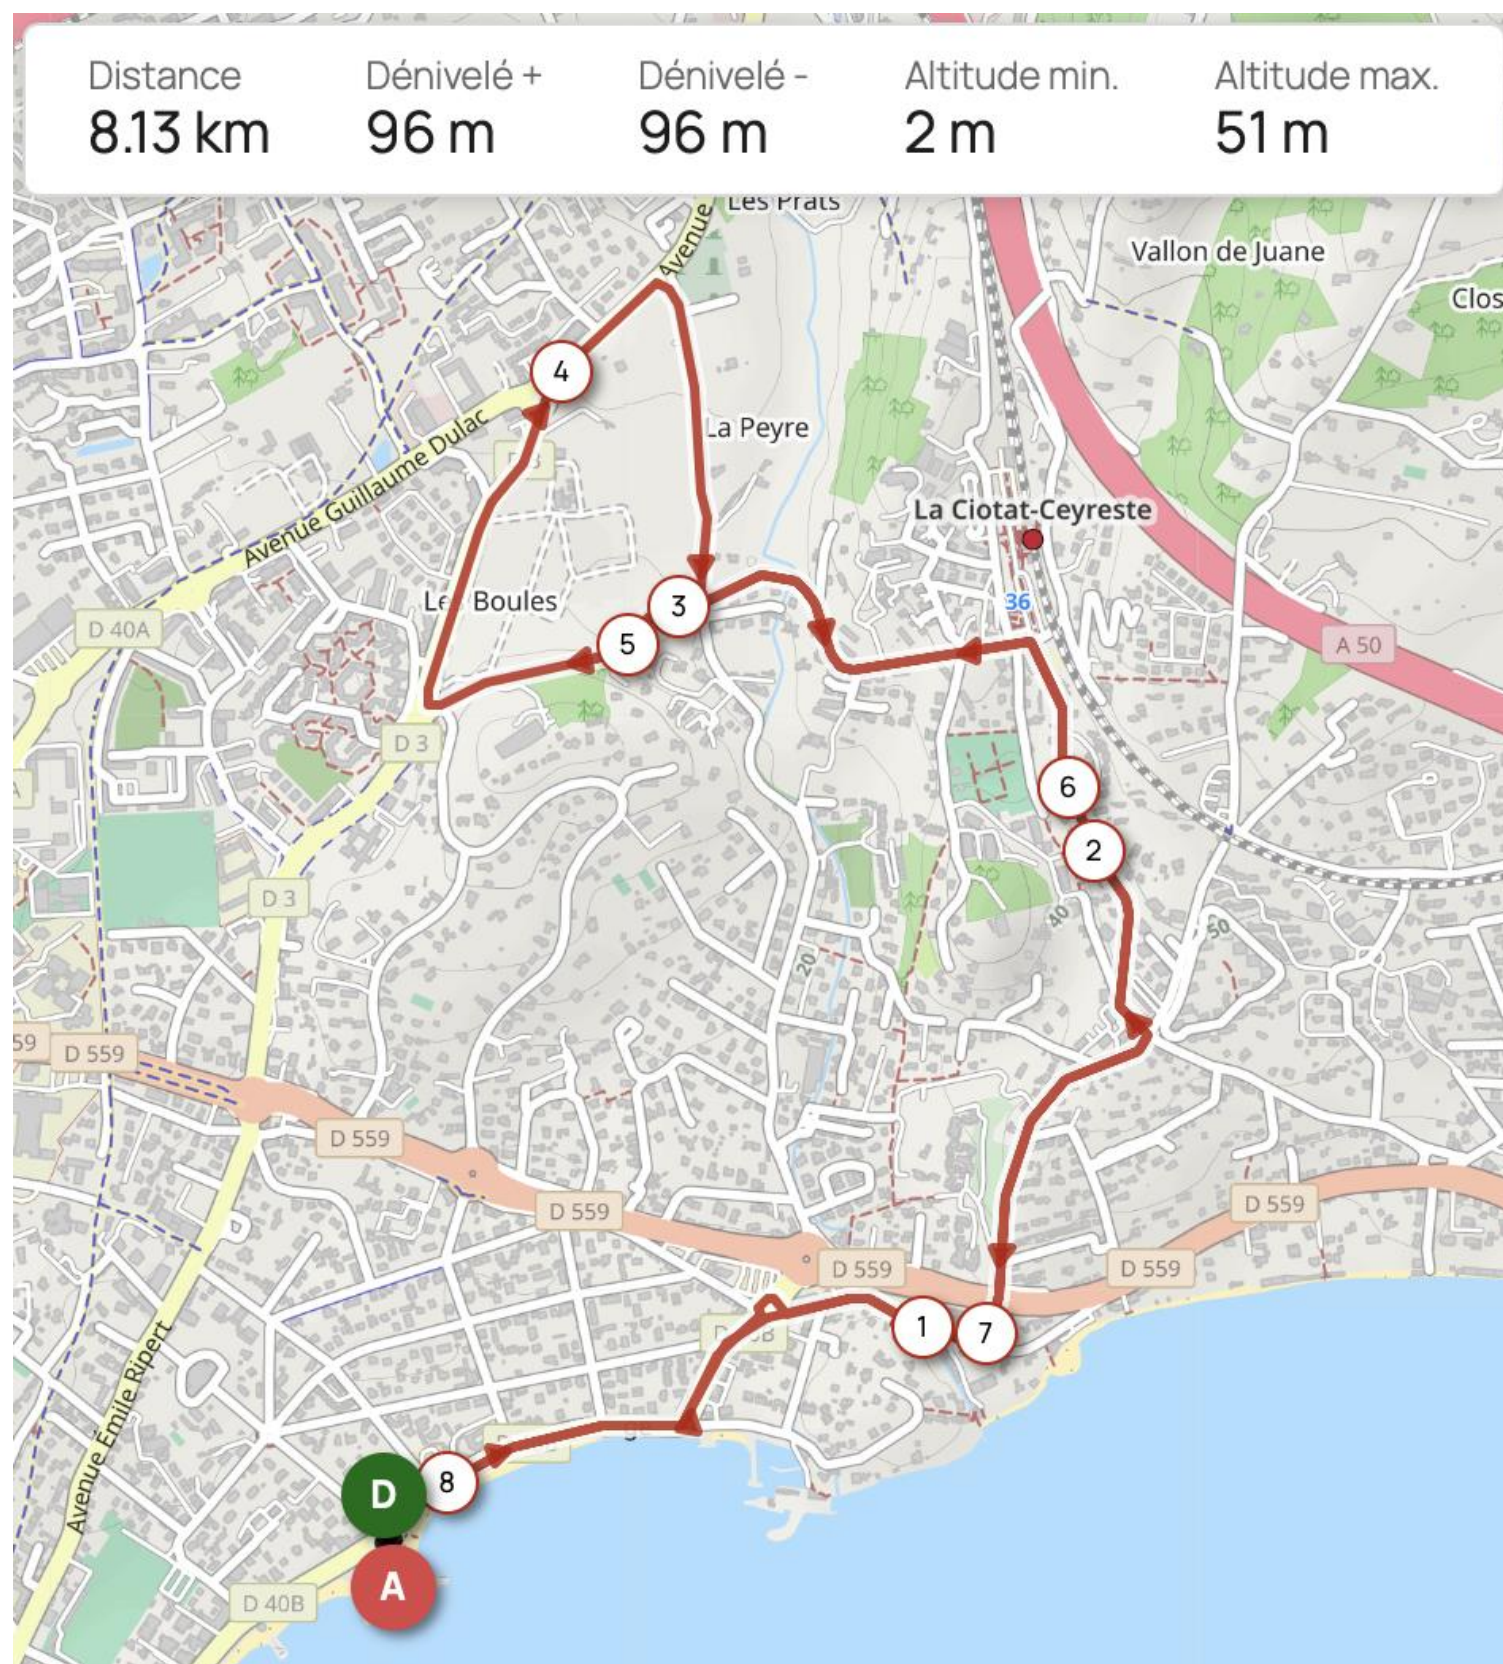 Distance
8.13 km
Dénivelé +
96 m
Dénivelé -
96 m
Altitude min.
2 m
Altitude max.
51 m
Les Prats
Avenue
Vallon de Juane
Clos
4
La Peyre
Avenue Guillaume Dulac
La Ciotat-Ceyreste
36
Les Boules
3
5
D 40A
A 50
D 3
6
2
D 3
40
50
20
59
D 559
D 559
D 559
D 559
D 559
D 559
1
7
Avenue Émile Ripert
8
D
A
D 40B